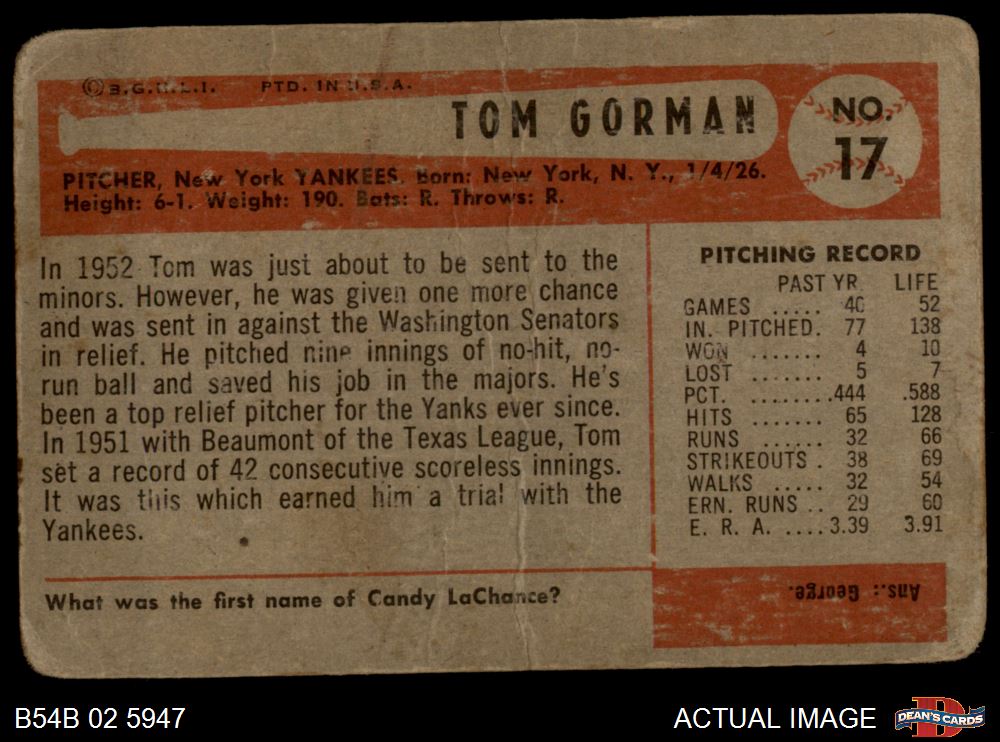 ©B.G.H.L.I. PTD. IN U.S.A.
TOM GORMAN
NO.
17
PITCHER, New York YANKEES. Born: New York, N. Y., 1/4/26.
Height: 6-1. Weight: 190. Bats: R. Throws: R.
In 1952 Tom was just about to be sent to the
minors. However, he was given one more chance
and was sent in against the Washington Senators
in relief. He pitched nine innings of no-hit, no-
run ball and saved his job in the majors. He's
been a top relief pitcher for the Yanks ever since.
In 1951 with Beaumont of the Texas League, Tom
set a record of 42 consecutive scoreless innings.
It was this which earned him a trial with the
Yankees.
PITCHING RECORD
PAST YR. LIFE
GAMES ..... 40 52
IN. PITCHED. 77 138
WON ....... 4 10
LOST ....... 5 7
PCT. ........ .444 .588
HITS ...... 65 128
RUNS ...... 32 66
STRIKEOUTS . 38 69
WALKS ..... 32 54
ERN. RUNS .. 29 60
E. R. A. .... 3.39 3.91
What was the first name of Candy LaChance?
Ans.: George.
B54B 02 5947
ACTUAL IMAGE
DEAN'S CARDS